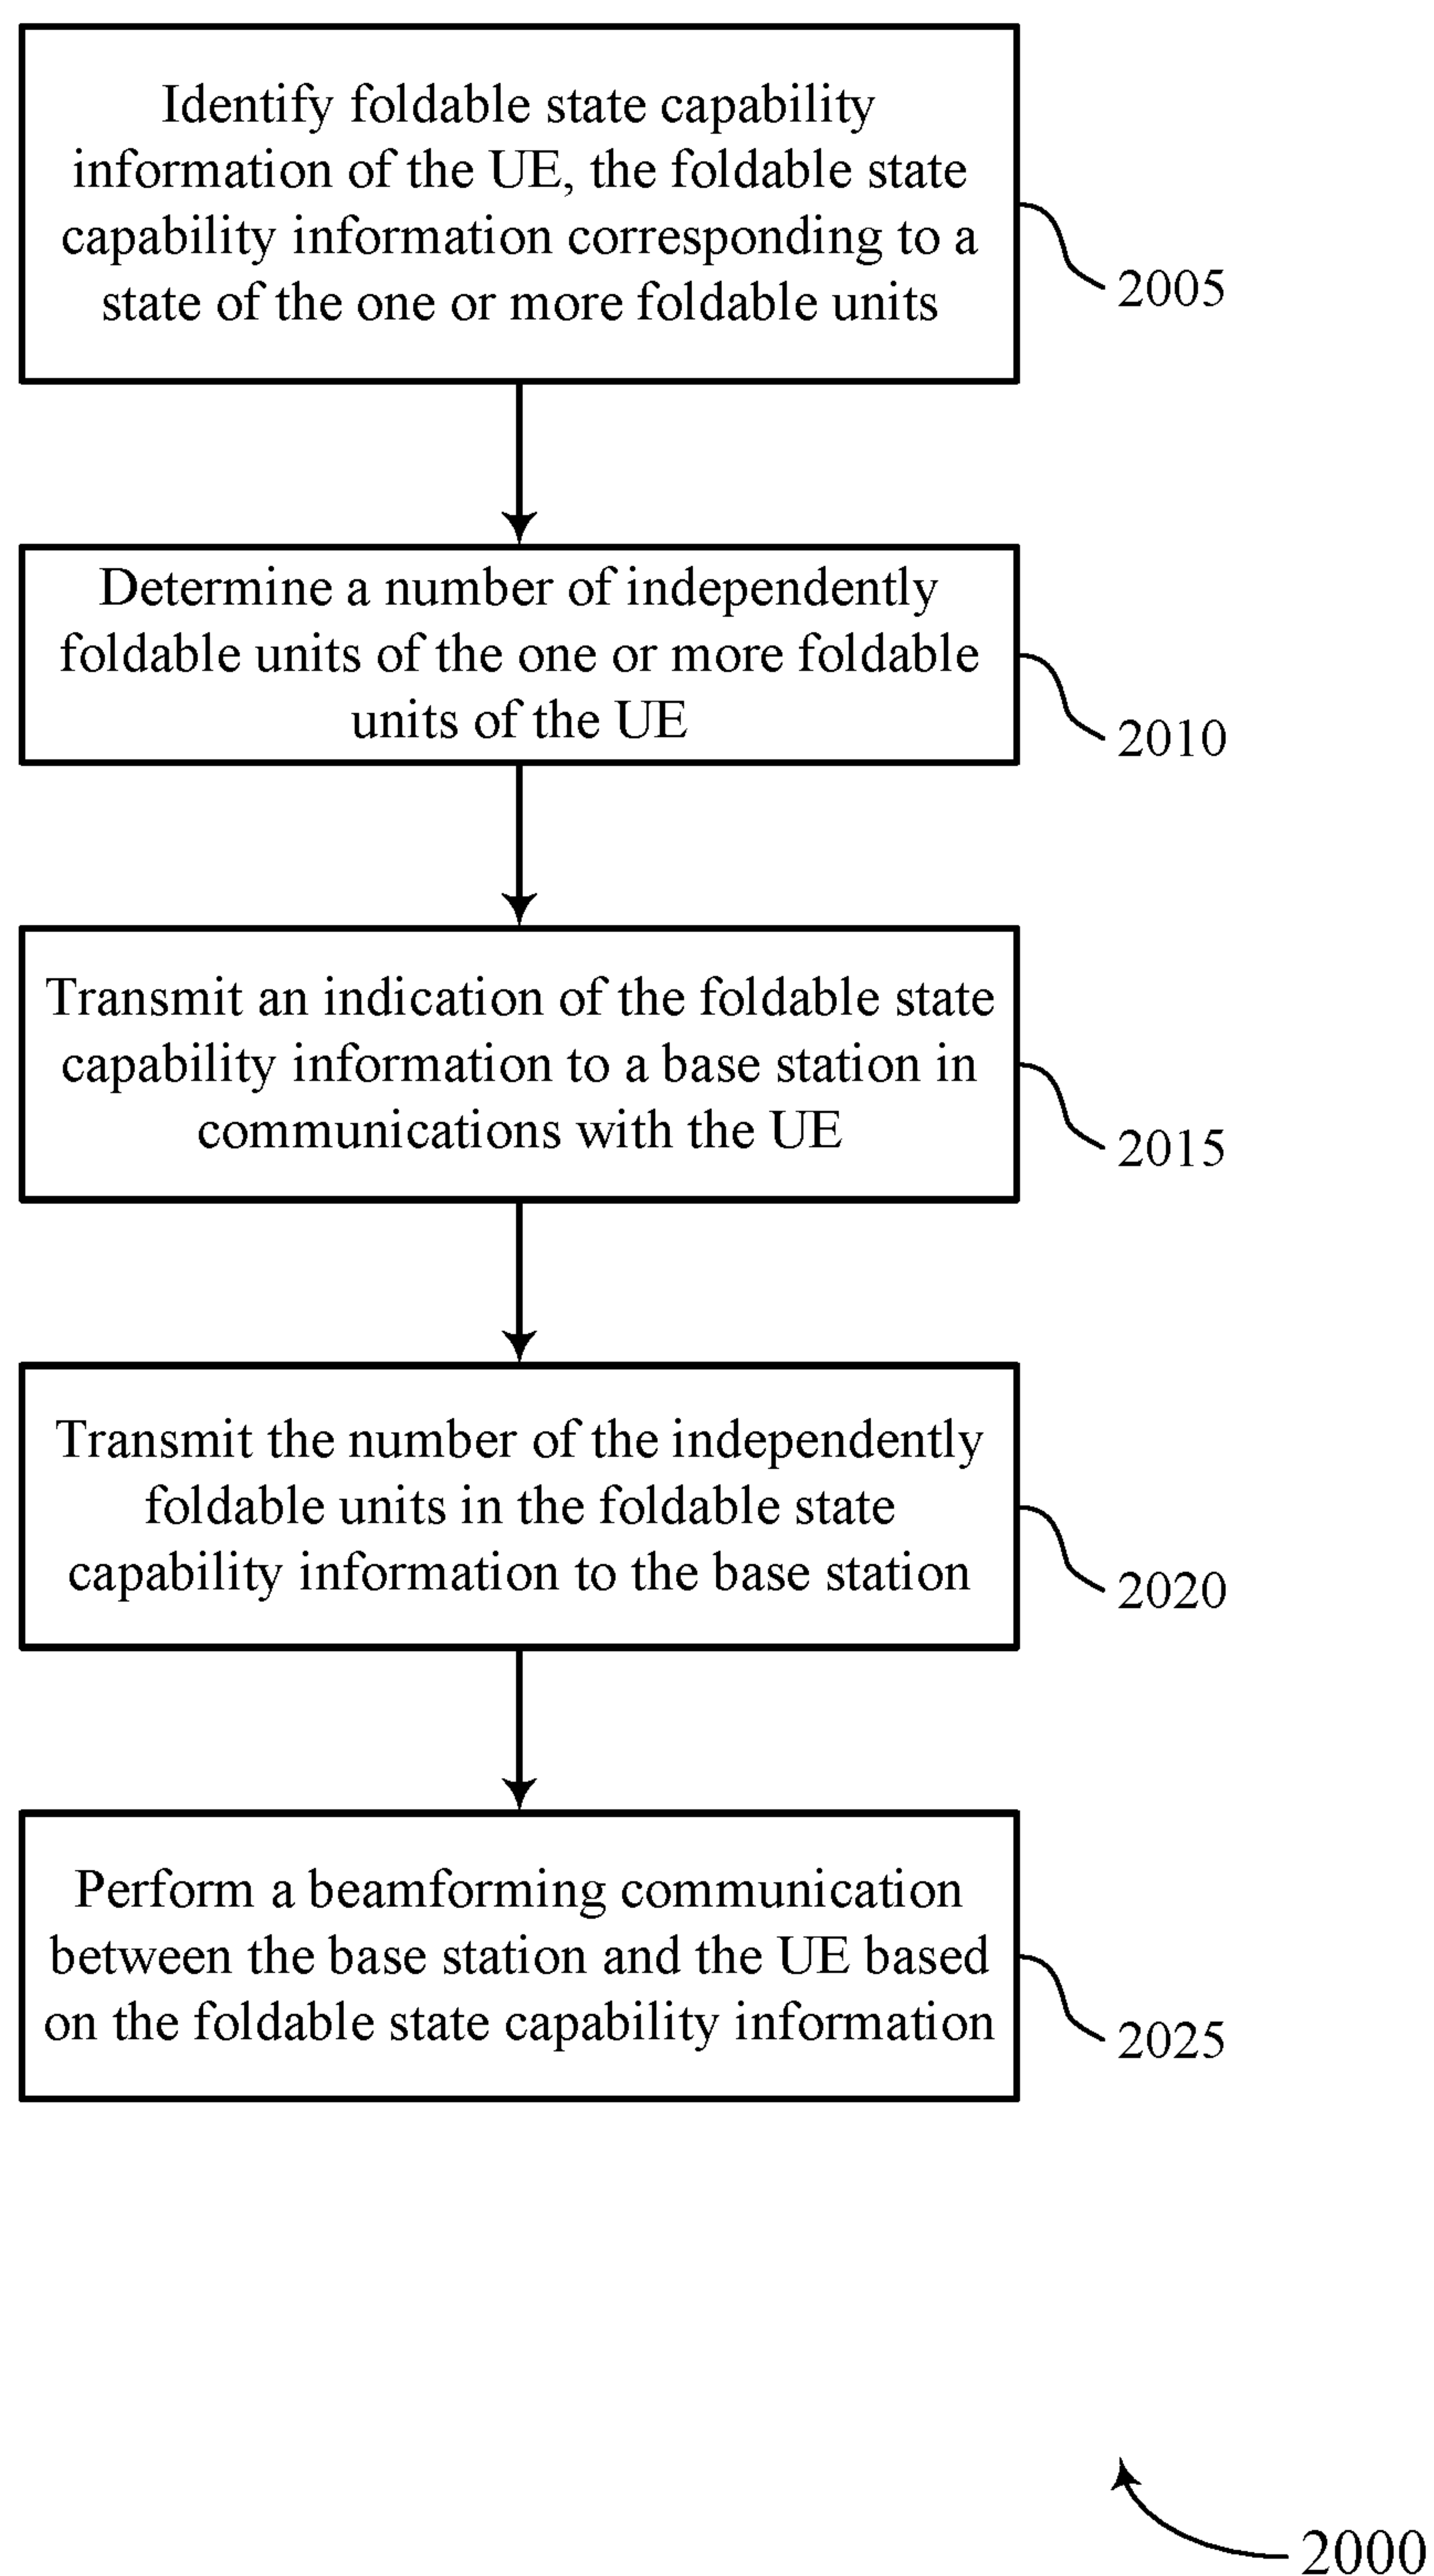 Identify foldable state capability
information of the UE, the foldable state
capability information corresponding to a
state of the one or more foldable units
2005
Determine a number of independently
foldable units of the one or more foldable
units of the UE
2010
Transmit an indication of the foldable state
capability information to a base station in
communications with the UE
2015
Transmit the number of the independently
foldable units in the foldable state
capability information to the base station
2020
Perform a beamforming communication
between the base station and the UE based
on the foldable state capability information
2025
2000